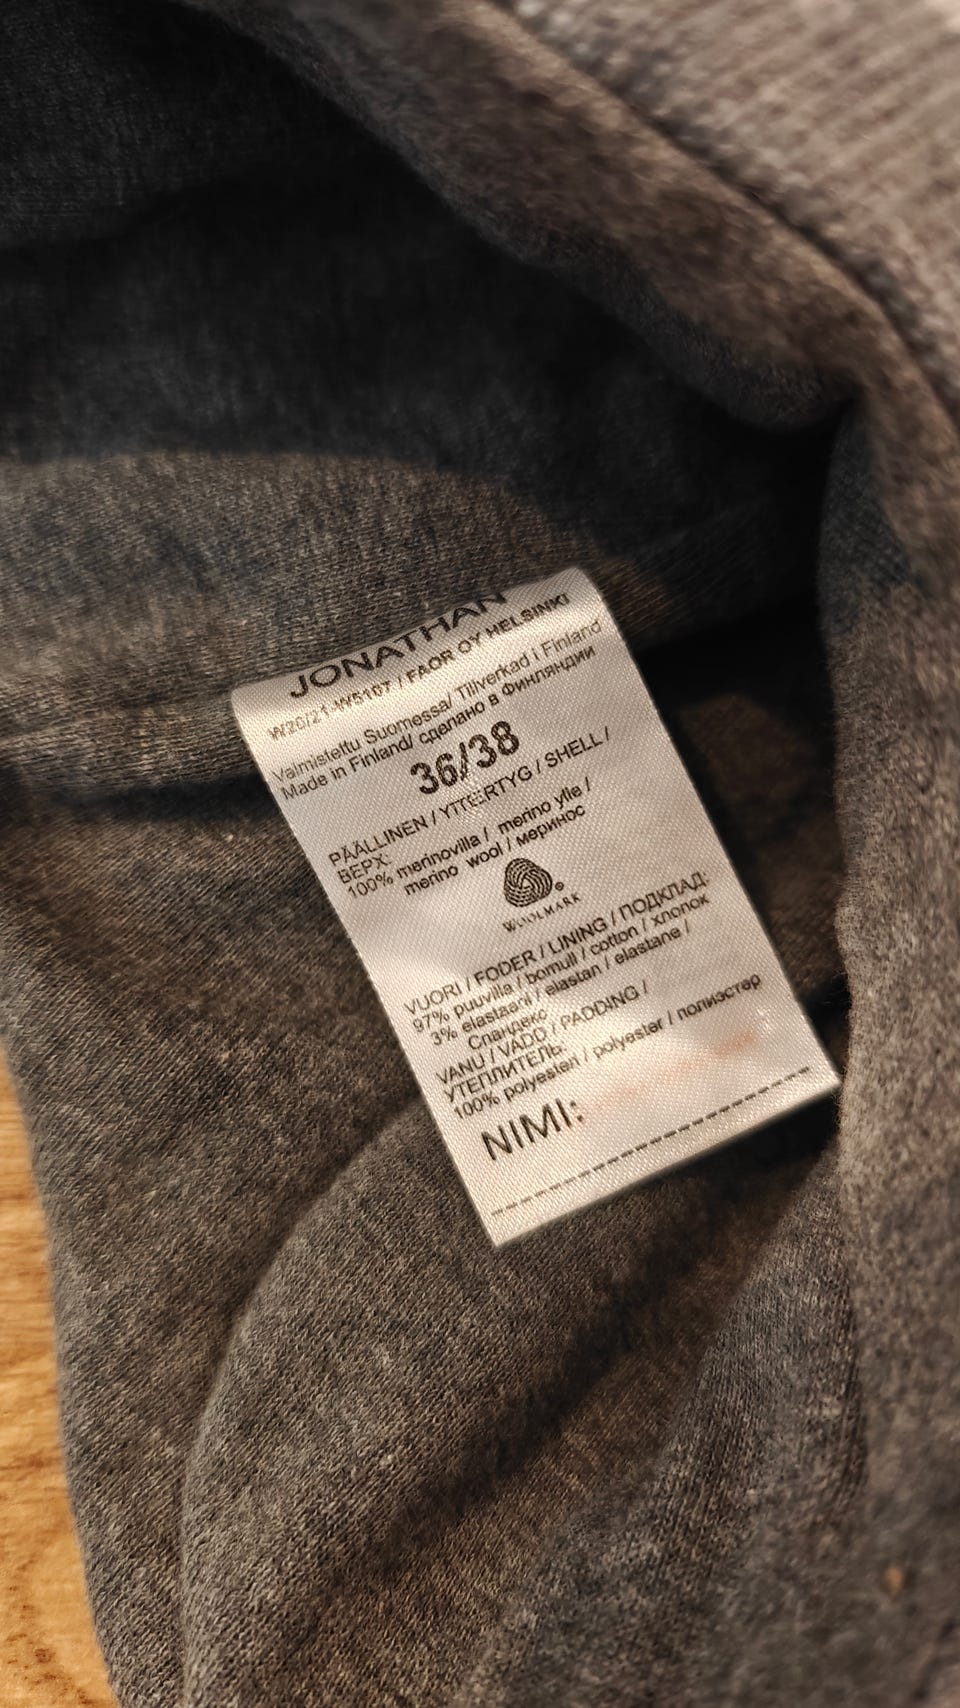 JONATHAN
W20/21-W5107 / FAOR OY HELSINKI
Valmistettu Suomessa/ Tillverkad i Finland
Made in Finland/ сделано в Финляндии
36/38
PÄÄLLINEN / YTTERTYG / SHELL /
ВЕРХ:
100% merinovilla / merino ylle /
merino wool / меринос
WOOLMARK
VUORI / FODER / LINING / ПОДКЛАД:
97% puuvilla / bomull / cotton / хлопок
3% elastaani / elastan / elastane /
Спандекс
VANU / VADD / PADDING /
УТЕПЛИТЕЛЬ:
100% polyesteri / polyester / полиэстер
NIMI: